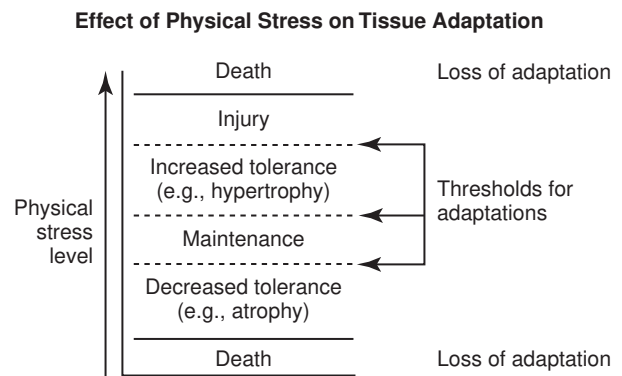 Effect of Physical Stress on Tissue Adaptation
Death
Loss of adaptation
Injury
Increased tolerance
(e.g., hypertrophy)
Thresholds for
adaptations
Physical
stress
level
Maintenance
Decreased tolerance
(e.g., atrophy)
Death
Loss of adaptation